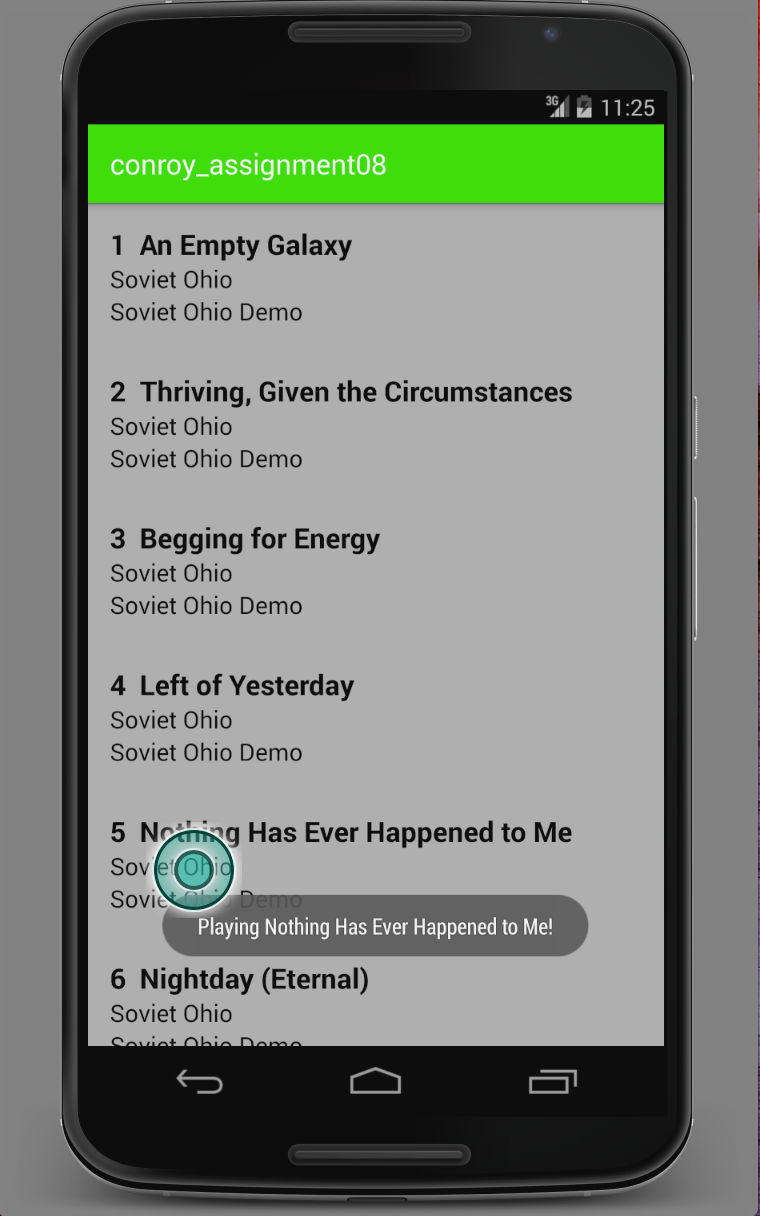 3G 11:25
conroy_assignment08
1 An Empty Galaxy
Soviet Ohio
Soviet Ohio Demo
2 Thriving, Given the Circumstances
Soviet Ohio
Soviet Ohio Demo
3 Begging for Energy
Soviet Ohio
Soviet Ohio Demo
4 Left of Yesterday
Soviet Ohio
Soviet Ohio Demo
5 Nothing Has Ever Happened to Me
Soviet Ohio
Soviet Ohio Demo
Playing Nothing Has Ever Happened to Me!
6 Nightday (Eternal)
Soviet Ohio
Soviet Ohio Demo